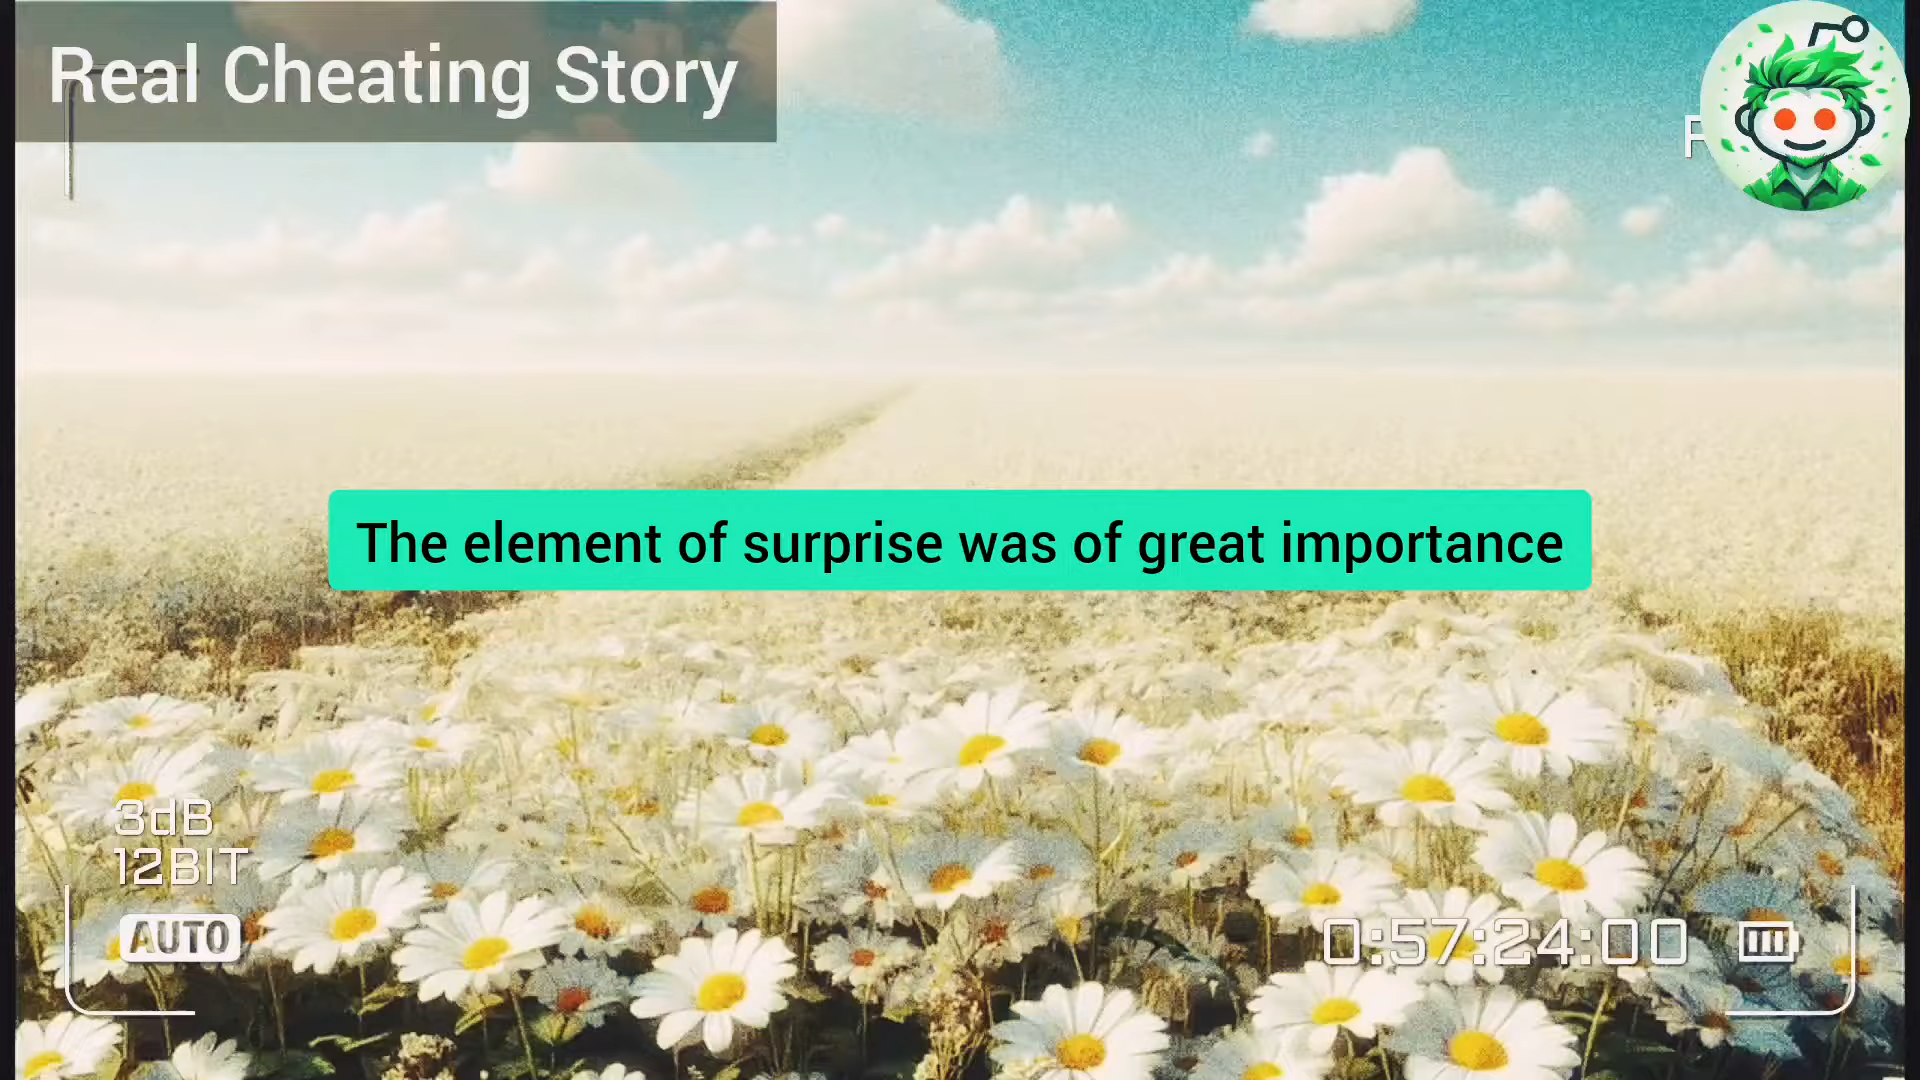 Real Cheating Story
The element of surprise was of great importance
3dB
12BIT
AUTO
0:57:24:00